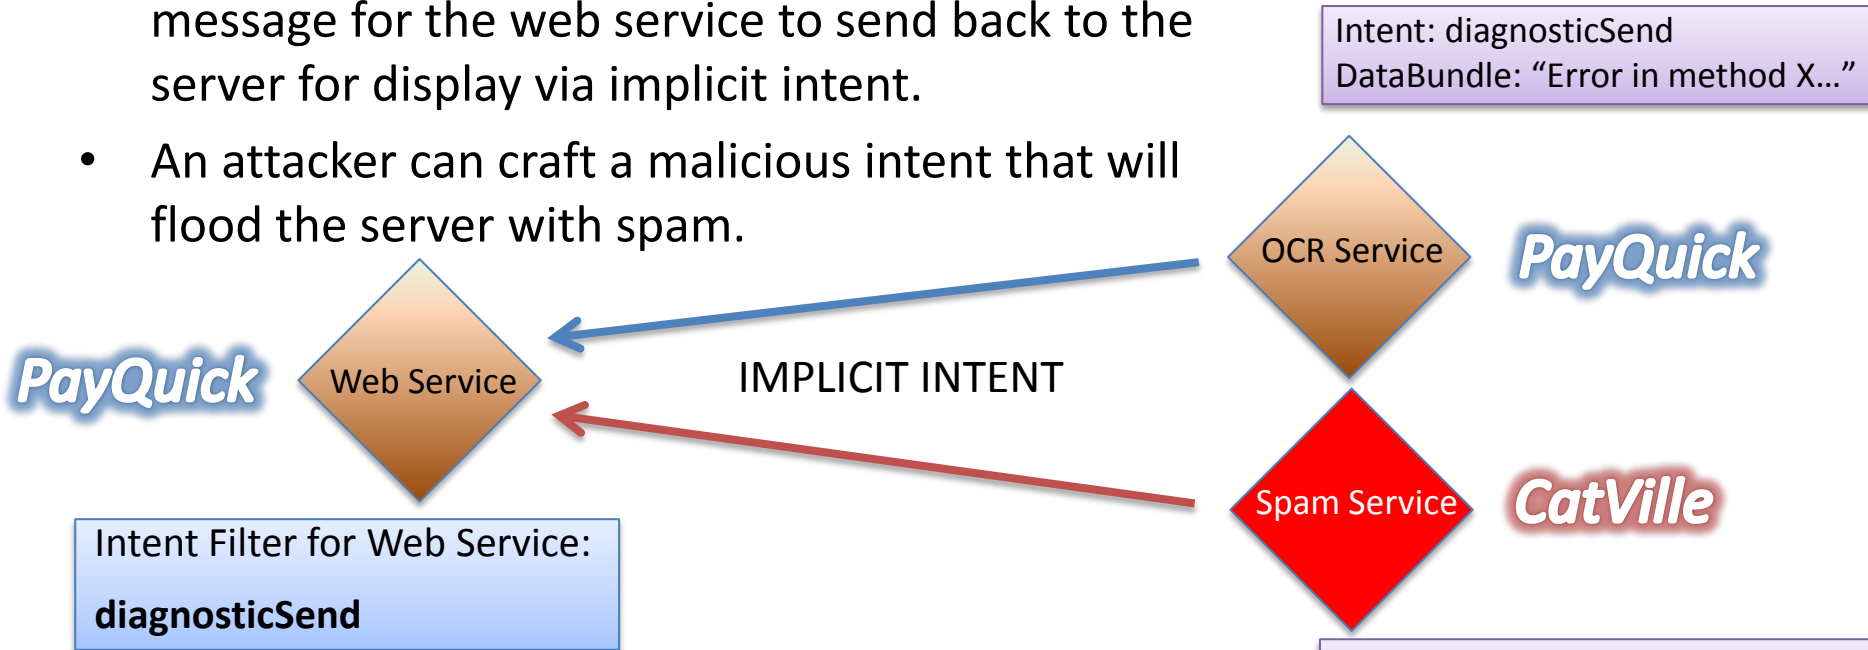 message for the web service to send back to the
server for display via implicit intent.
• An attacker can craft a malicious intent that will
flood the server with spam.
Intent: diagnosticSend
DataBundle: “Error in method X…”
OCR Service
PayQuick
PayQuick
Web Service
IMPLICIT INTENT
Spam Service
CatVille
Intent Filter for Web Service:
diagnosticSend